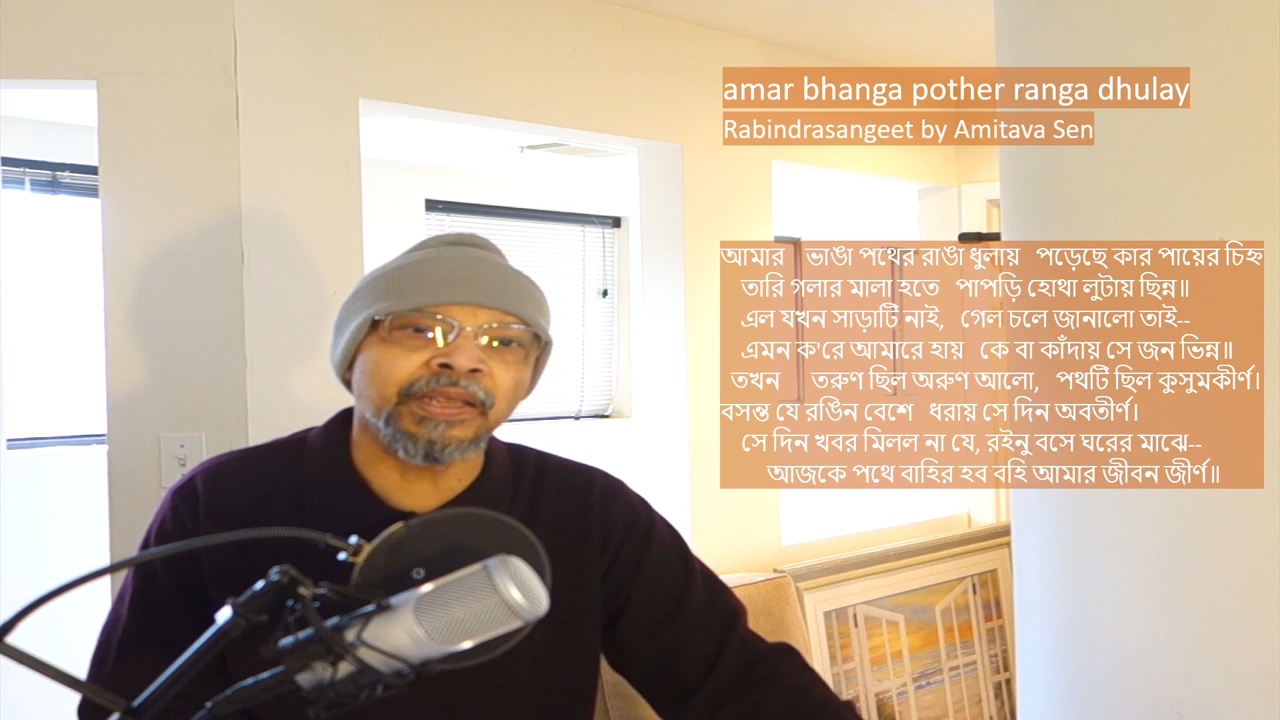 amar bhanga pother ranga dhulay
Rabindrasangeet by Amitava Sen
আমার ভাঙা পথের রাঙা ধুলায় পড়েছে কার পায়ের চিহ্ন
তারি গলার মালা হতে পাপড়ি হোথা লুটায় ছিন্ন॥
এল যখন সাড়াটি নাই, গেল চলে জানালো তাই--
এমন ক'রে আমারে হায় কে বা কাঁদায় সে জন ভিন্ন॥
তখন তরুণ ছিল অরুণ আলো, পথটি ছিল কুসুমকীর্ণ।
বসন্ত যে রঙিন বেশে ধরায় সে দিন অবতীর্ণ।
সে দিন খবর মিলল না যে, রইনু বসে ঘরের মাঝে--
আজকে পথে বাহির হব বহি আমার জীবন জীর্ণ॥